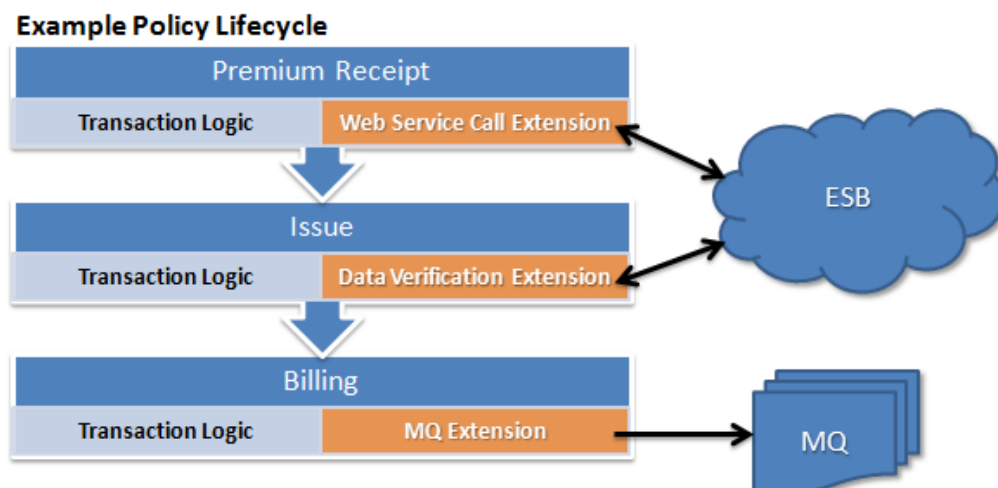 Example Policy Lifecycle
Premium Receipt
Transaction Logic
Web Service Call Extension
ESB
Issue
Transaction Logic
Data Verification Extension
Billing
Transaction Logic
MQ Extension
MQ